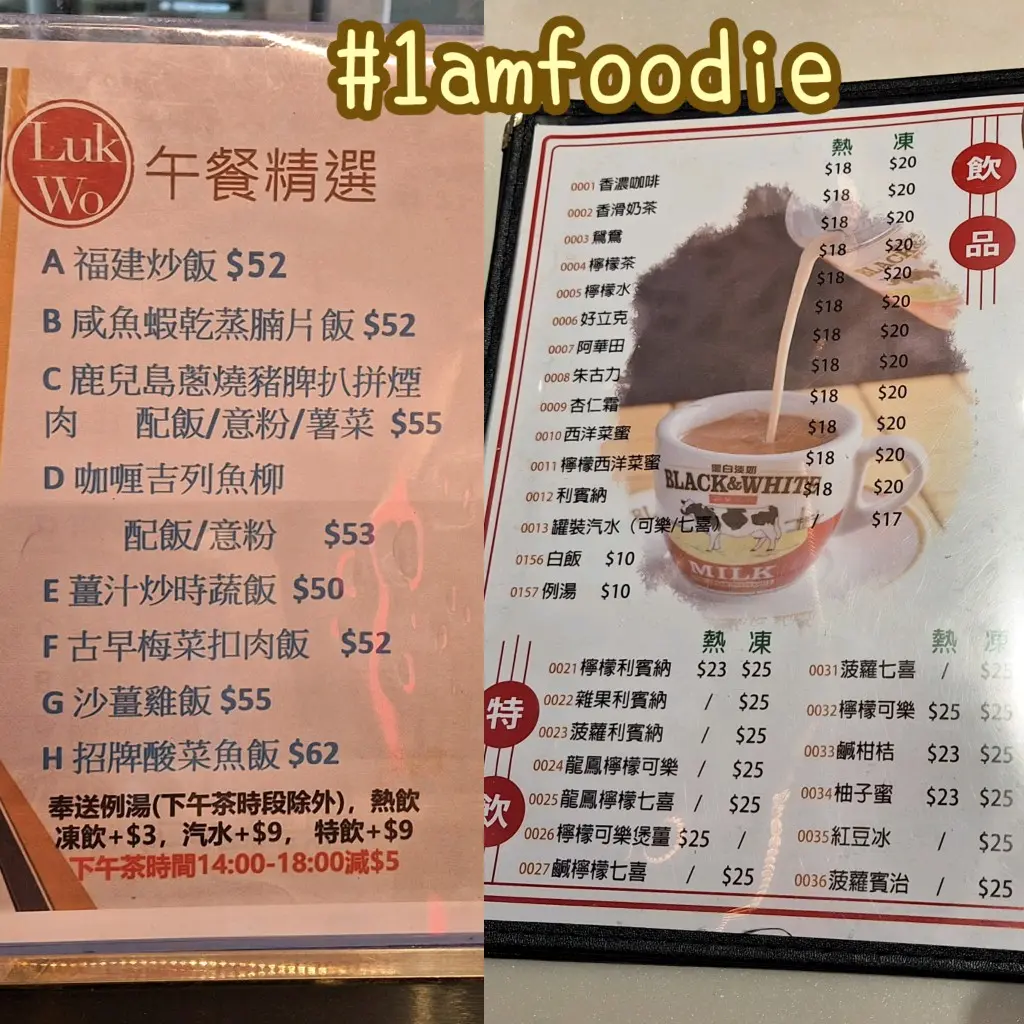 #1amfoodie
Luk
Wo
午餐精選
A 福建炒飯 $52
B 咸魚蝦乾蒸腩片飯 $52
C 鹿兒島蔥燒豬脾扒拼煙
肉 配飯/意粉/薯菜 $55
D 咖喱吉列魚柳
配飯/意粉 $53
E 薑汁炒時蔬飯 $50
F 古早梅菜扣肉飯 $52
G 沙薑雞飯 $55
H 招牌酸菜魚飯 $62
奉送例湯(下午茶時段除外)，熱飲
凍飲+$3，汽水+$9， 特飲+$9
下午茶時間14:00-18:00減$5
飲品
熱 凍
0001 香濃咖啡 $18 $20
0002 香滑奶茶 $18 $20
0003 鴛鴦 $18 $20
0004 檸檬茶 $18 $20
0005 檸檬水 $18 $20
0006 好立克 $18 $20
0007 阿華田 $18 $20
0008 朱古力 $18 $20
0009 杏仁霜 $18 $20
0010 西洋菜蜜 $18 $20
0011 檸檬西洋菜蜜 $18 $20
0012 利賓納 $18 $20
0013 罐裝汽水（可樂/七喜） / $17
0156 白飯 $10
0157 例湯 $10
黑白淡奶
BLACK&WHITE
MILK
特飲
熱 凍
0021 檸檬利賓納 $23 $25
0022 雜果利賓納 / $25
0023 菠蘿利賓納 / $25
0024 龍鳳檸檬可樂 / $25
0025 龍鳳檸檬七喜 / $25
0026 檸檬可樂煲薑 $25 /
0027 鹹檸檬七喜 / $25
熱 凍
0031 菠蘿七喜 / $25
0032 檸檬可樂 $25 $25
0033 鹹柑桔 $23 $25
0034 柚子蜜 $23 $25
0035 紅豆冰 / $25
0036 菠蘿賓治 / $25